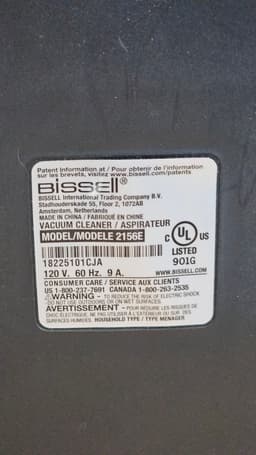 Patent Information at / Pour obtenir de l'information
sur les brevets, visitez www.bissell.com/patents
BISSELL®
BISSELL International Trading Company B.V.
Stadhouderskade 55, Floor 2, 1072AB
Amsterdam, Netherlands
MADE IN CHINA / FABRIQUÉ EN CHINE
VACUUM CLEANER / ASPIRATEUR
MODEL/MODELE 2156E
C UL US
LISTED
901G
18225101CJA
120 V. 60 Hz. 9 A.
WWW.BISSELL.COM
CONSUMER CARE / SERVICE CLIENTS
US 1-800-237-7691 CANADA 1-800-263-2535
⚠WARNING - TO REDUCE THE RISK OF ELECTRIC SHOCK
- DO NOT USE OUTDOORS OR ON WET SURFACES.
AVERTISSEMENT - POUR RÉDUIRE LES RISQUES DE
CHOC ÉLECTRIQUE, NE PAS UTILISER À L'EXTÉRIEUR OU SUR DES
SURFACES HUMIDES. HOUSEHOLD TYPE / TYPE MÉNAGER